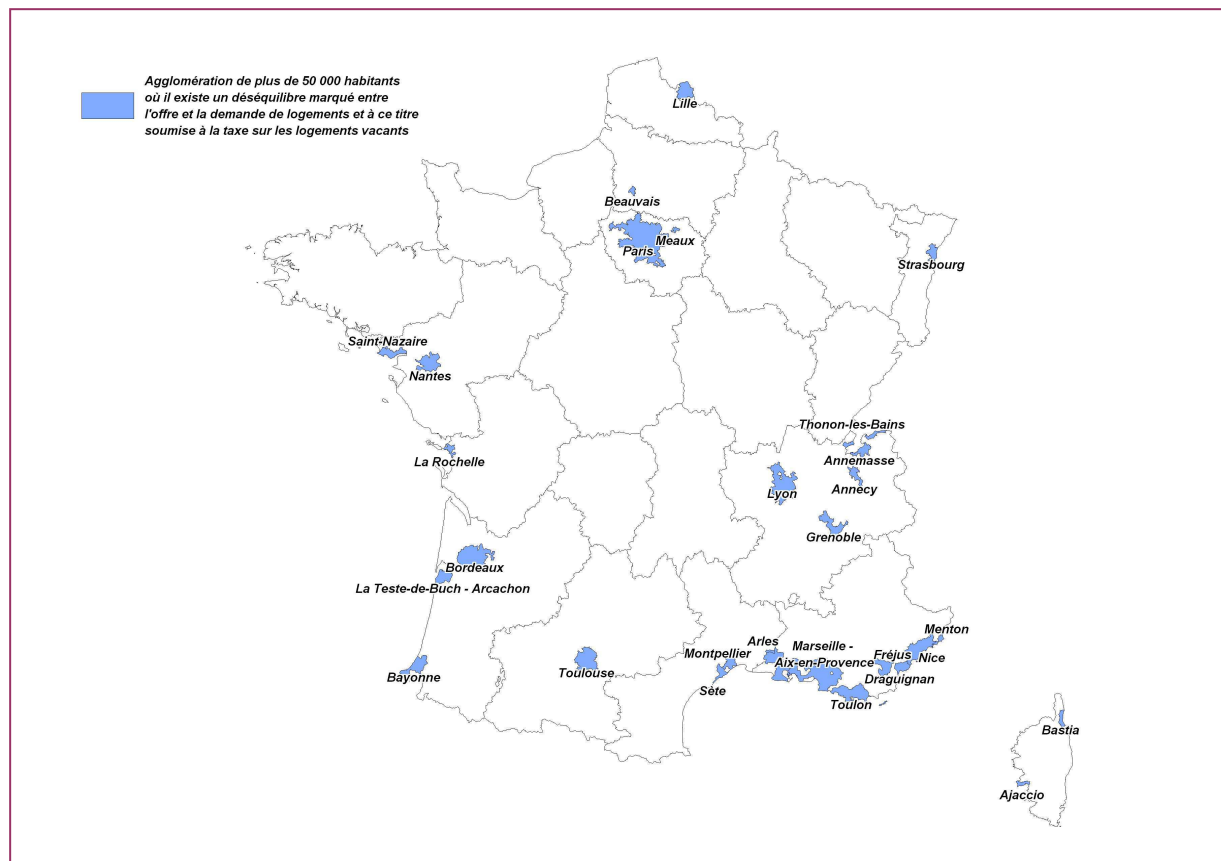 Agglomération de plus de 50 000 habitants
où il existe un déséquilibre marqué entre
l'offre et la demande de logements et à ce titre
soumise à la taxe sur les logements vacants
Lille
Beauvais
Meaux
Paris
Strasbourg
Saint-Nazaire
Nantes
Thonon-les-Bains
Annemasse
La Rochelle
Annecy
Lyon
Grenoble
Bordeaux
La Teste-de-Buch - Arcachon
Menton
Arles
Marseille -
Montpellier
Fréjus
Nice
Aix-en-Provence
Toulouse
Bayonne
Draguignan
Sète
Toulon
Bastia
Ajaccio